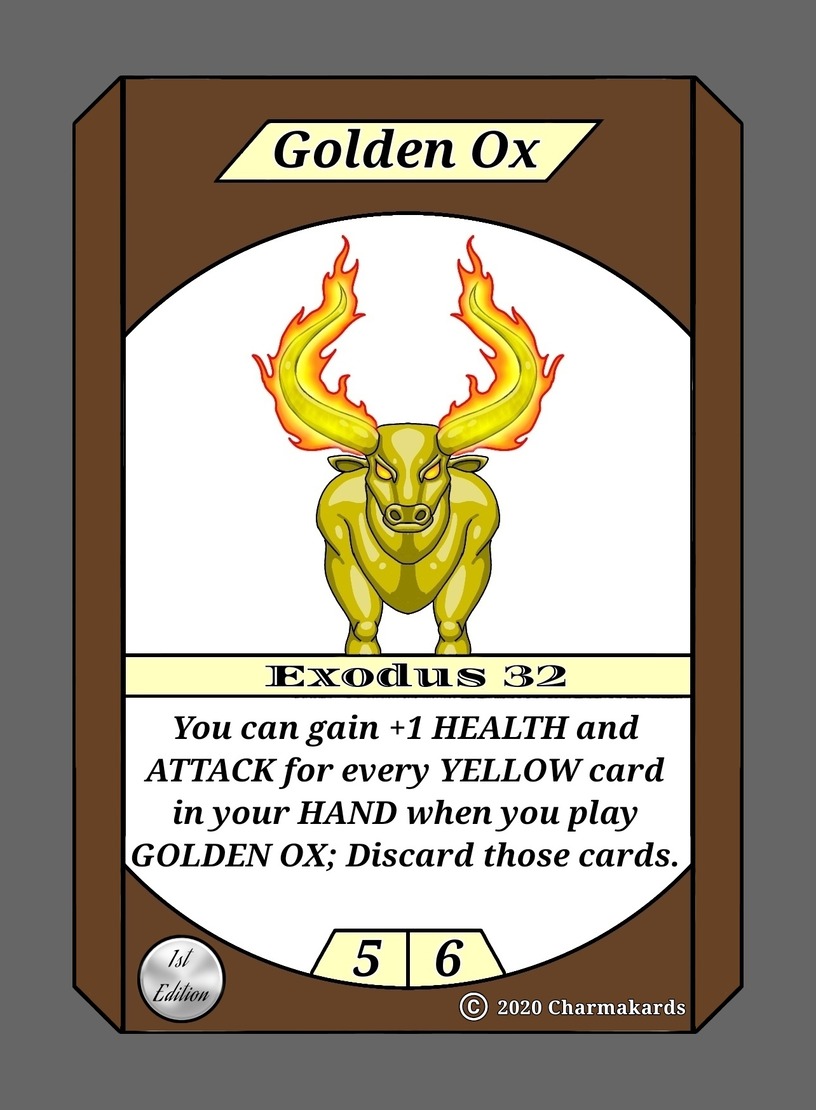 Golden Ox
Exodus 32
You can gain +1 HEALTH and
ATTACK for every YELLOW card
in your HAND when you play
GOLDEN OX; Discard those cards.
5 6
1st
Edition
© 2020 Charmakards